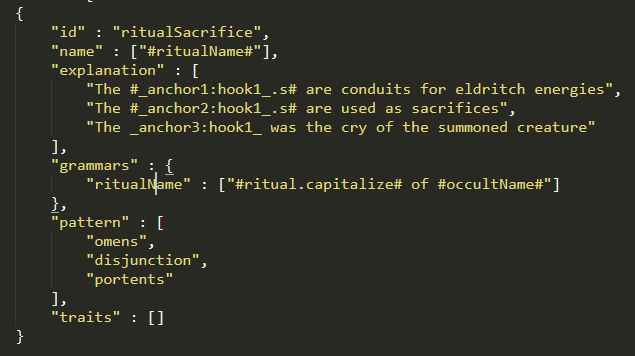 {
"id" : "ritualSacrifice",
"name" : ["#ritualName#"],
"explanation" : [
"The #_anchor1:hook1_.s# are conduits for eldritch energies",
"The #_anchor2:hook1_.s# are used as sacrifices",
"The _anchor3:hook1_ was the cry of the summoned creature"
],
"grammars" : {
"ritualName" : ["#ritual.capitalize# of #occultName#"]
},
"pattern" : [
"omens",
"disjunction",
"portents"
],
"traits" : []
}